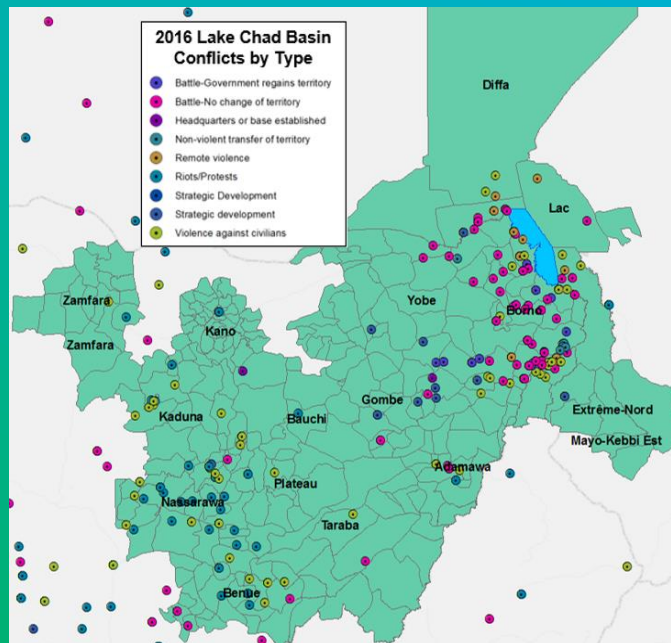 2016 Lake Chad Basin
Conflicts by Type
Battle-Government regains territory
Battle-No change of territory
Headquarters or base established
Non-violent transfer of territory
Remote violence
Riots/Protests
Strategic Development
Strategic development
Violence against civilians
Diffa
Lac
Zamfara
Yobe
Borno
Kano
Zamfara
Gombe
Kaduna
Bauchi
Extrême-Nord
Mayo-Kebbi Est
Adamawa
Plateau
Nassarawa
Taraba
Benue